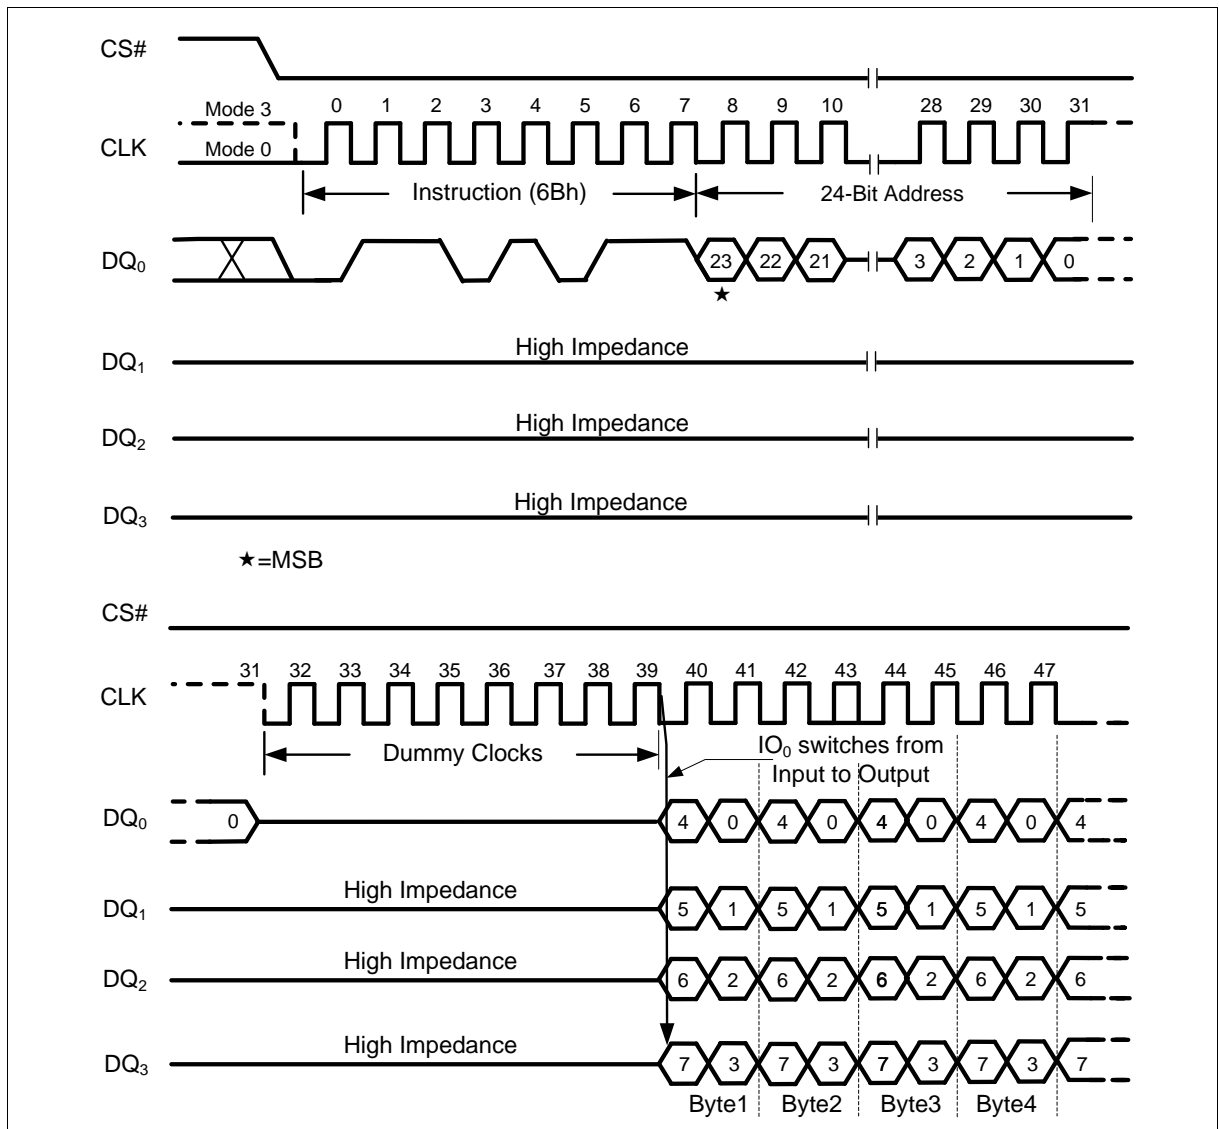 CS#
Mode 3 0 1 2 3 4 5 6 7 8 9 10 28 29 30 31
CLK Mode 0
Instruction (6Bh) 24-Bit Address
DQ0 23 22 21 3 2 1 0
★
High Impedance
DQ1
High Impedance
DQ2
High Impedance
DQ3
★=MSB
CS#
31 32 33 34 35 36 37 38 39 40 41 42 43 44 45 46 47
CLK
Dummy Clocks
IO0 switches from
Input to Output
DQ0 0 4 0 4 0 4 0 4 0 4
High Impedance
DQ1 5 1 5 1 5 1 5 1 5
High Impedance
DQ2 6 2 6 2 6 2 6 2 6
High Impedance
DQ3 7 3 7 3 7 3 7 3 7
Byte1 Byte2 Byte3 Byte4